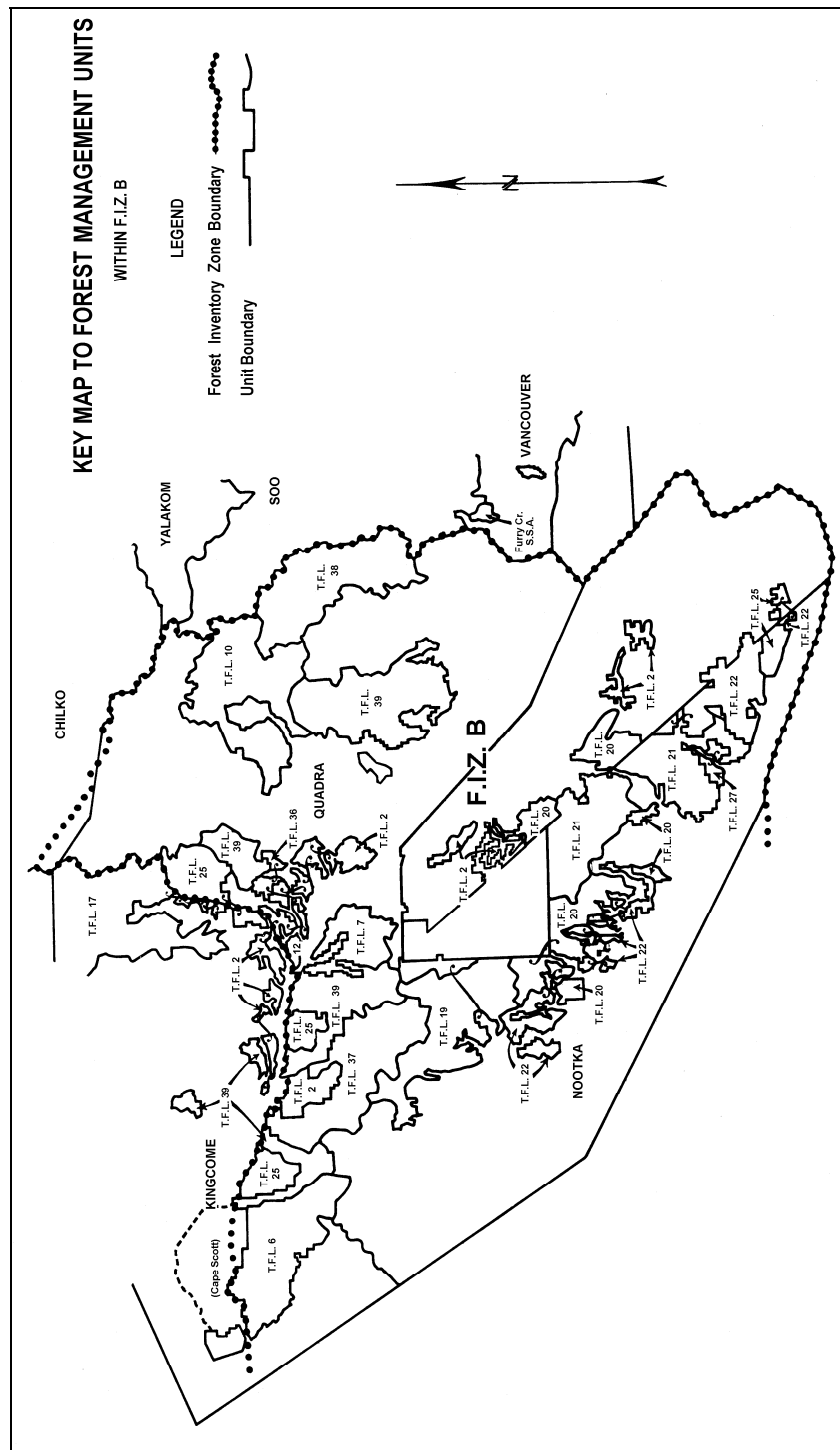 KEY MAP TO FOREST MANAGEMENT UNITS
WITHIN F.I.Z. B
LEGEND
Forest Inventory Zone Boundary
Unit Boundary
N
CHILKO
YALAKOM
SOO
VANCOUVER
Furry Cr.
S.S.A.
T.F.L.
38
T.F.L. 10
T.F.L.
39
QUADRA
T.F.L. 17
T.F.L.
25
T.F.L.
39
T.F.L. 36
T.F.L. 2
T.F.L. 2
12
T.F.L. 7
T.F.L. 39
T.F.L.
25
T.F.L. 37
T.F.L.
2
T.F.L. 39
KINGCOME
T.F.L.
25
(Cape Scott)
T.F.L. 6
T.F.L. 19
F.I.Z. B
T.F.L. 2
T.F.L.
20
T.F.L. 21
T.F.L.
20
T.F.L. 22
T.F.L. 20
T.F.L. 22
NOOTKA
T.F.L. 20
T.F.L.
20
T.F.L. 21
T.F.L. 27
T.F.L. 22
T.F.L. 2
T.F.L. 25
T.F.L. 22